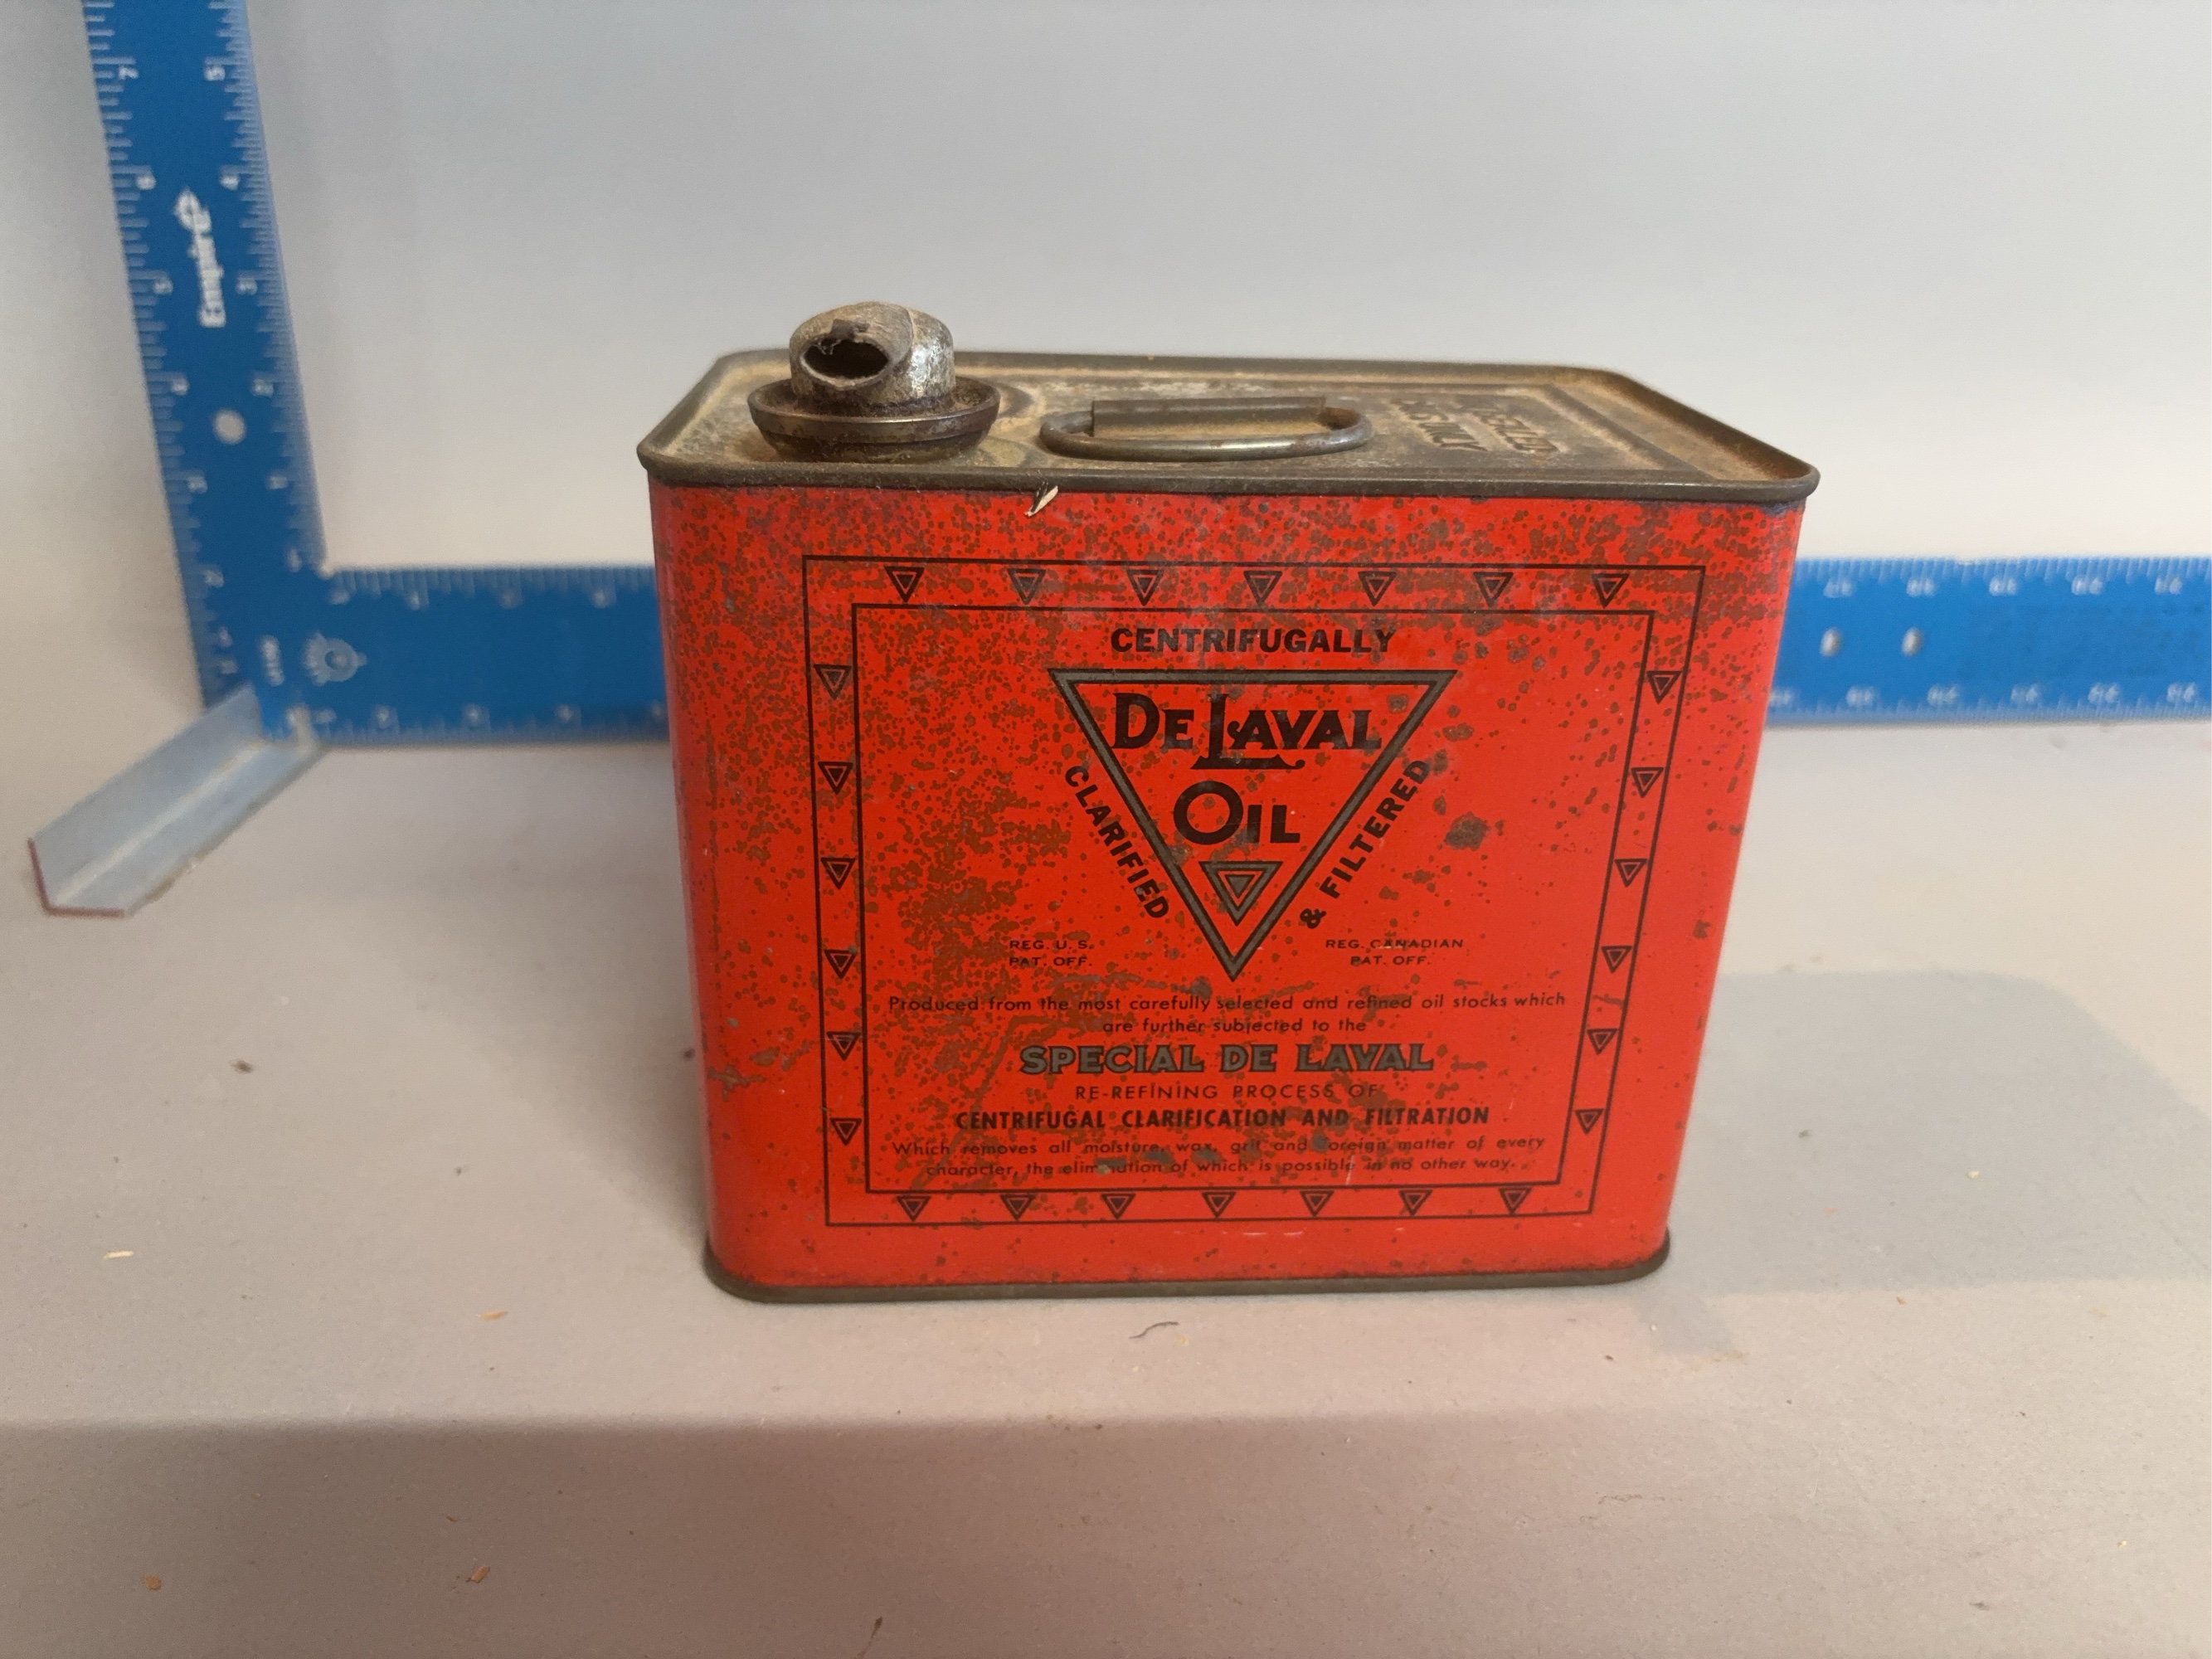 Empire
CENTRIFUGALLY
DE LAVAL
OIL
CLARIFIED
& FILTERED
REG. U. S.
PAT. OFF.
REG. CANADIAN
PAT. OFF.
Produced from the most carefully selected and refined oil stocks which
are further subjected to the
SPECIAL DE LAVAL
RE-REFINING PROCESS OF
CENTRIFUGAL CLARIFICATION AND FILTRATION
Which removes all moisture, wax, grit and foreign matter of every
character, the elimination of which is possible in no other way.